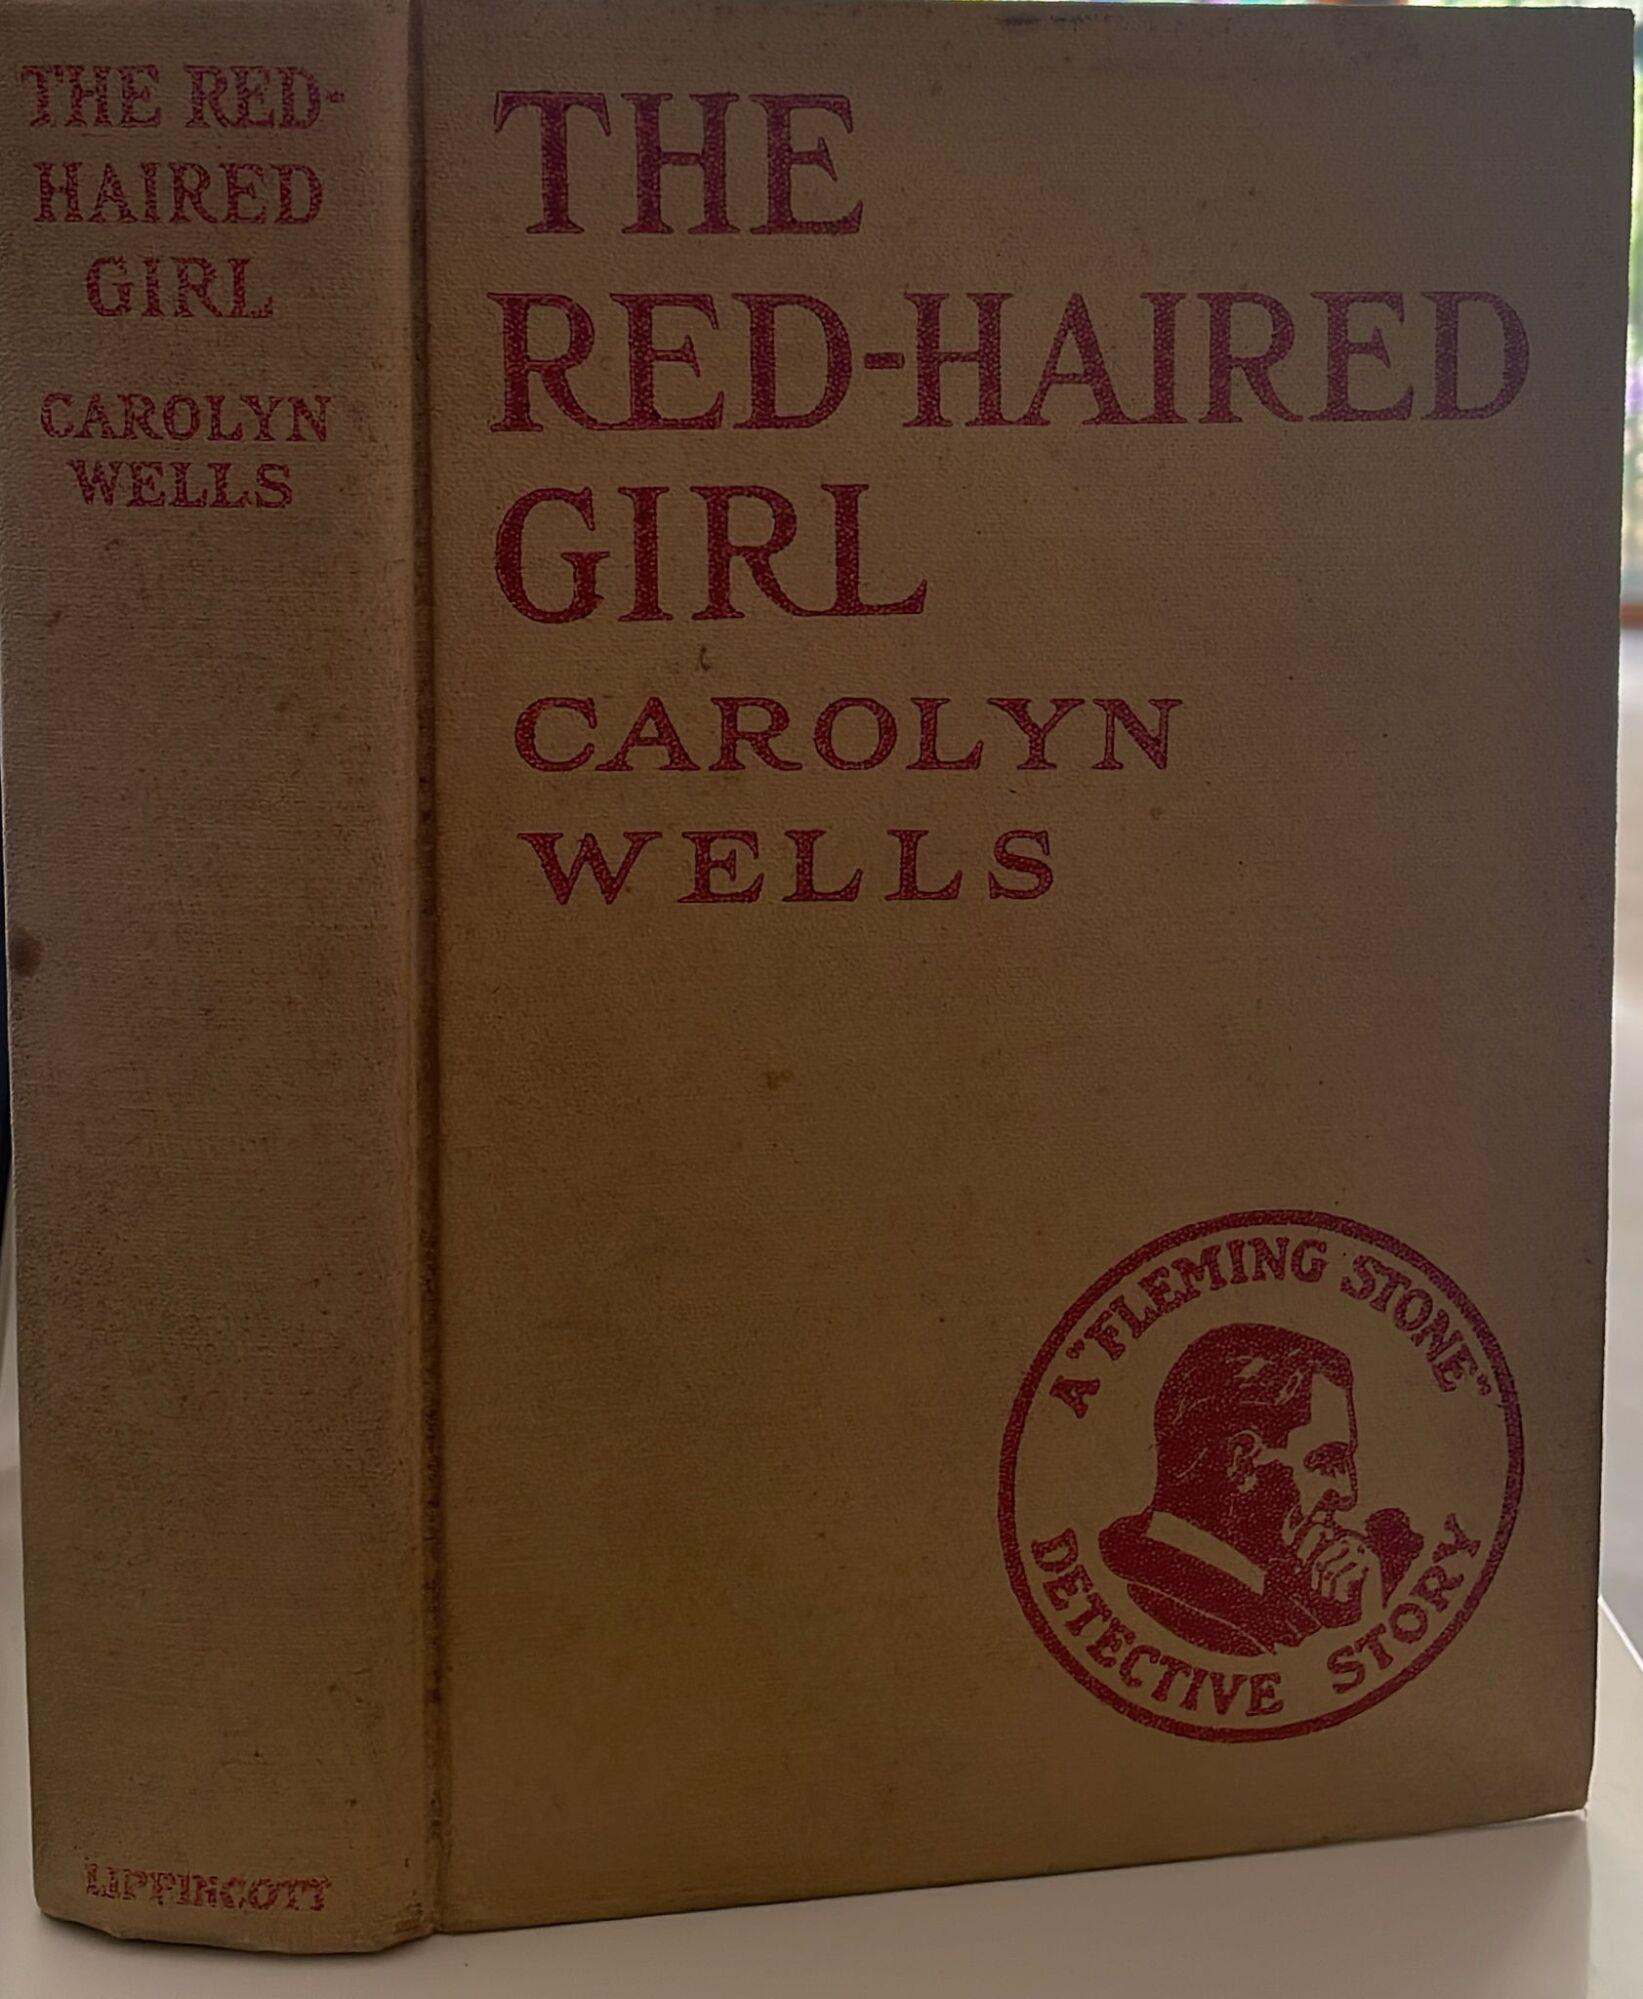 THE RED-
HAIRED
GIRL
CAROLYN
WELLS
LIPPINCOTT
THE
RED-HAIRED
GIRL
CAROLYN
WELLS
A "FLEMING STONE"
DETECTIVE STORY